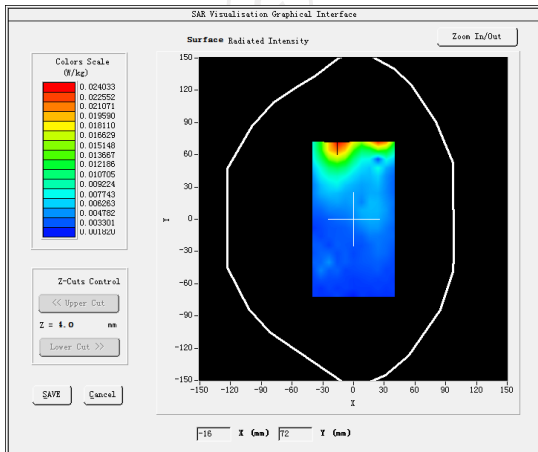 SAR Visualisation Graphical Interface
Surface Radiated Intensity
Zoom In/Out
Colors Scale
(W/kg)
0.024033
0.022552
0.021071
0.019590
0.018110
0.016629
0.015148
0.013667
0.012186
0.010705
0.009224
0.007743
0.006263
0.004782
0.003301
0.001820
150
120
90
60
30
0
-30
-60
-90
-120
-150
Y
-150 -120 -90 -60 -30 0 30 60 90 120 150
X
Z-Cuts Control
<< Upper Cut
Z = 4.0 mm
Lower Cut >>
SAVE Cancel
-16 X (mm) 72 Y (mm)